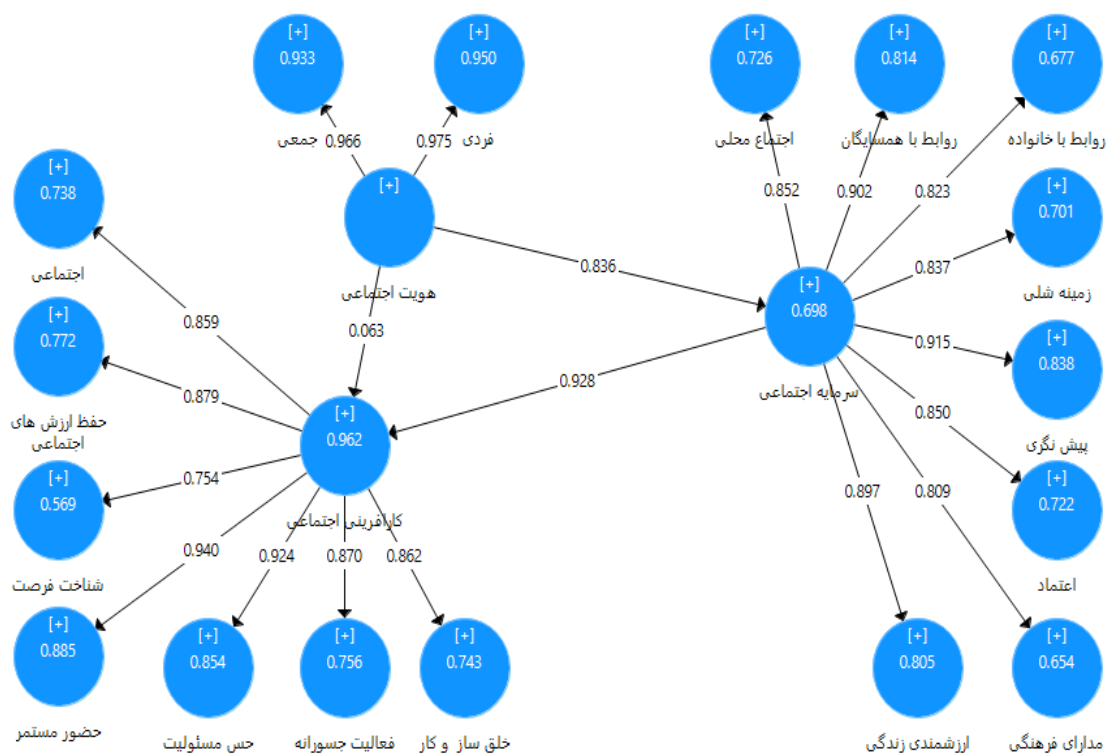 [+]
0.933
جمعی
[+]
0.950
فردی
[+]
0.726
اجتماع محلی
[+]
0.814
روابط با همسایگان
[+]
0.677
روابط با خانواده
0.966
0.975
[+]
هویت اجتماعی
[+]
0.738
اجتماعی
0.852
0.902
0.823
[+]
0.701
زمینه شلی
0.836
0.837
[+]
0.698
سرمایه اجتماعی
0.063
0.859
[+]
0.772
حفظ ارزش های
اجتماعی
0.879
0.928
0.915
[+]
0.838
پیش نگری
[+]
0.962
کارافرینی اجتماعی
0.850
[+]
0.569
شناخت فرصت
0.754
0.897
0.809
[+]
0.722
اعتماد
0.940
0.924
0.870
0.862
[+]
0.885
حضور مستمر
[+]
0.854
حس مسئولیت
[+]
0.756
فعالیت جسورانه
[+]
0.743
خلق ساز و کار
[+]
0.805
ارزشمندی زندگی
[+]
0.654
مدارای فرهنگی